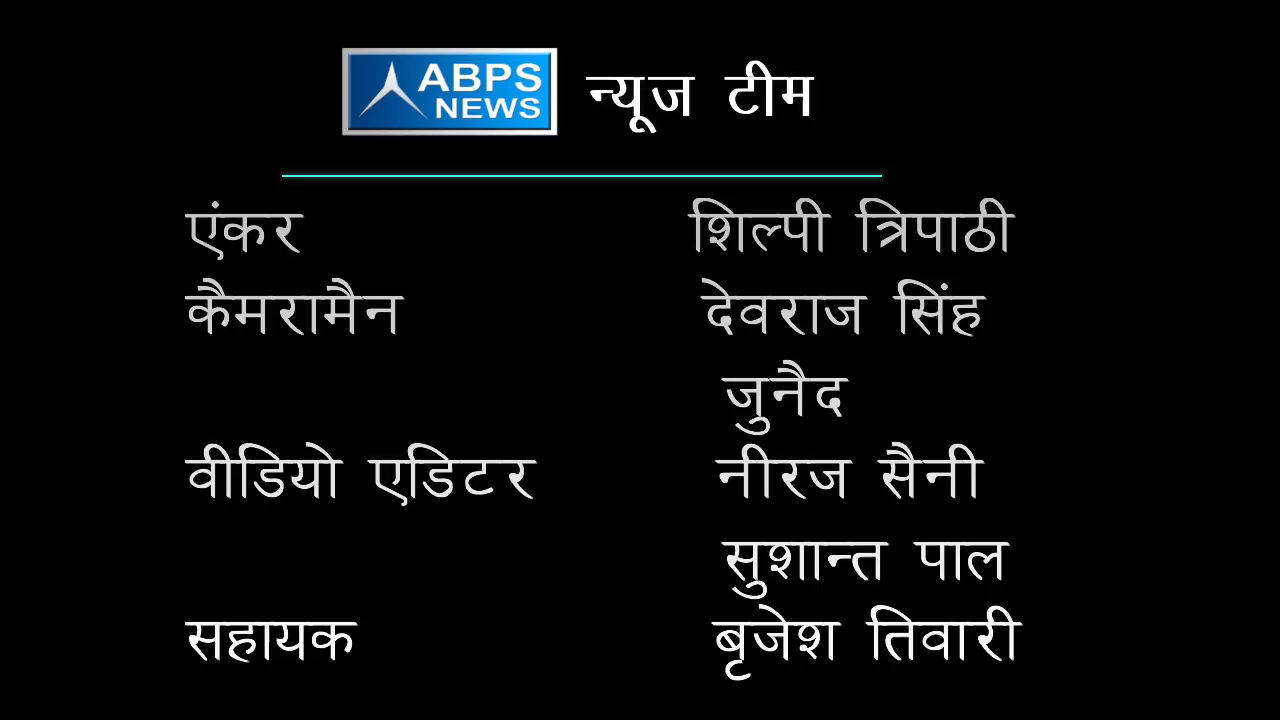 ABPS NEWS न्यूज टीम
एंकर शिल्पी त्रिपाठी
कैमरामैन देवराज सिंह
जुनैद
वीडियो एडिटर नीरज सैनी
सुशान्त पाल
सहायक बृजेश तिवारी